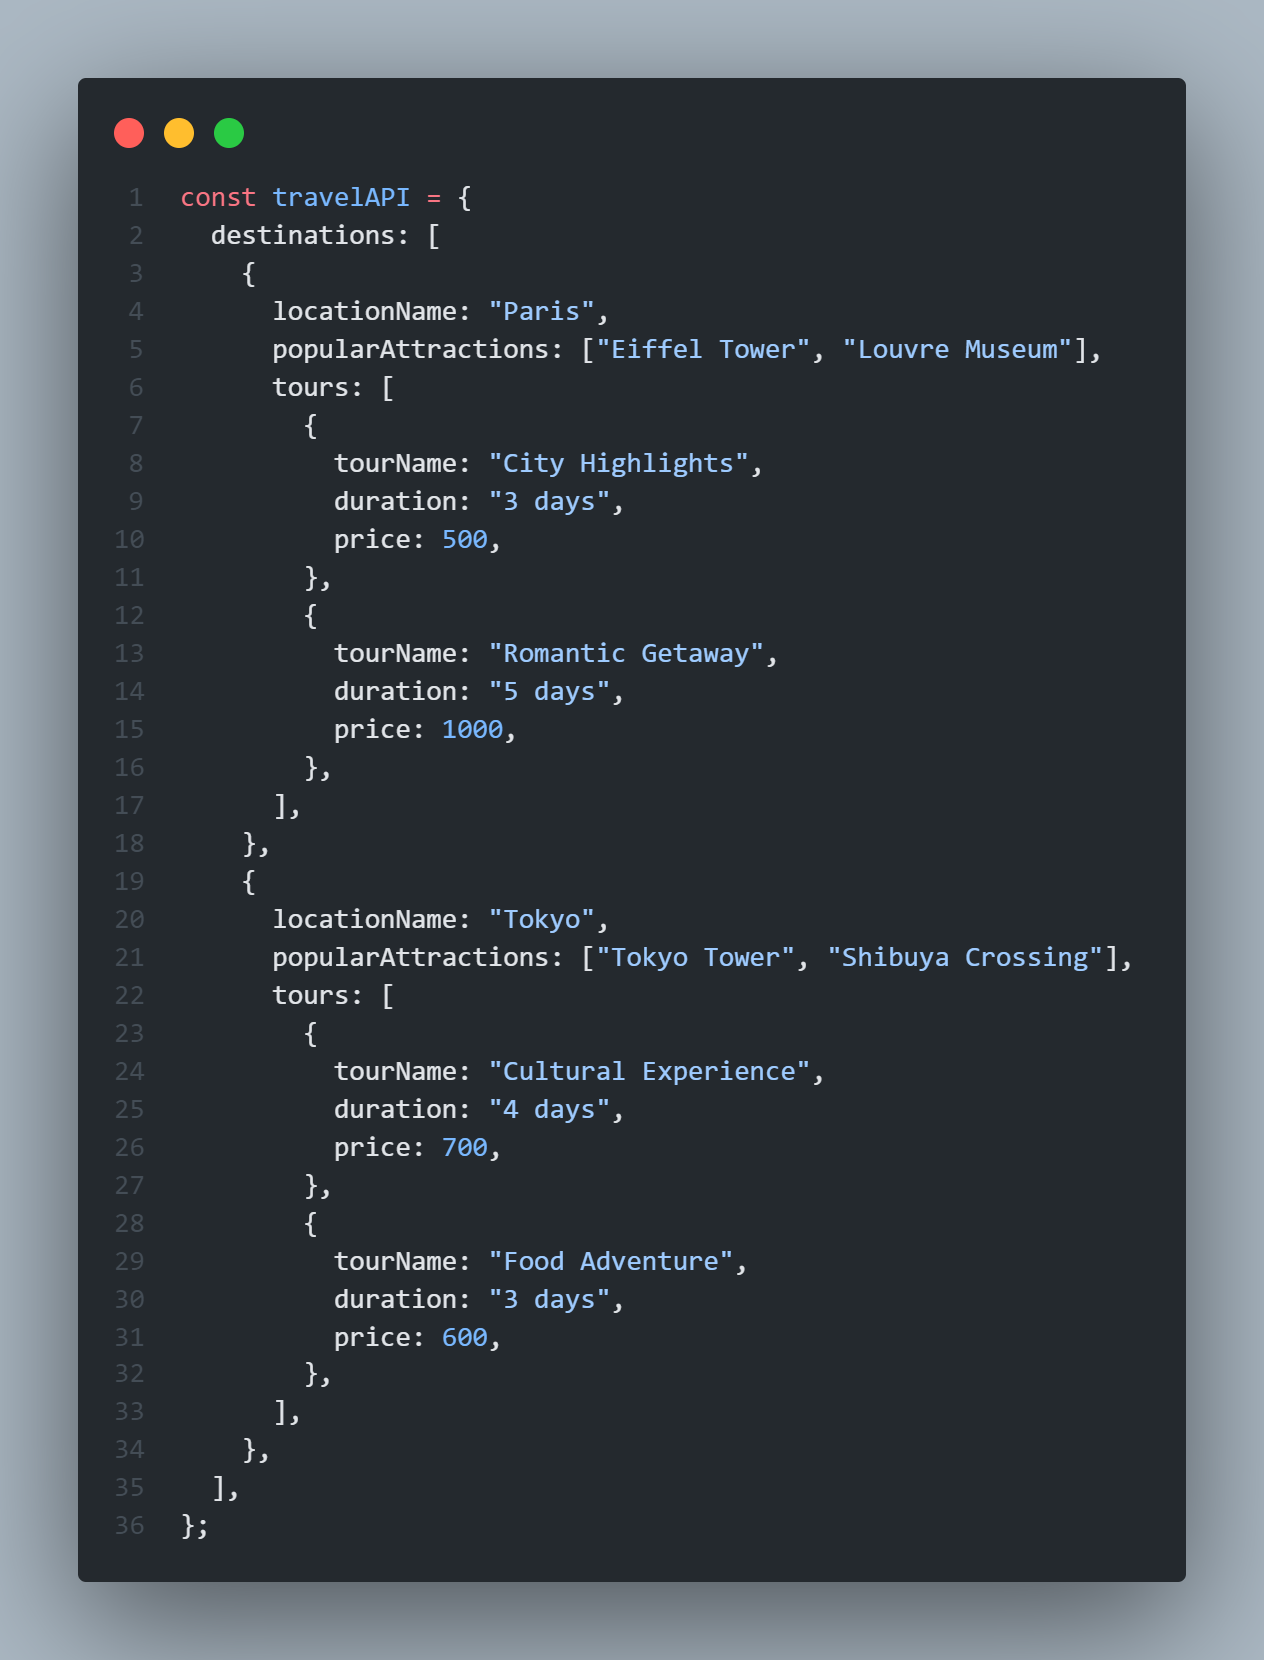 1 const travelAPI = {
2   destinations: [
3     {
4       locationName: "Paris",
5       popularAttractions: ["Eiffel Tower", "Louvre Museum"],
6       tours: [
7         {
8           tourName: "City Highlights",
9           duration: "3 days",
10           price: 500,
11         },
12         {
13           tourName: "Romantic Getaway",
14           duration: "5 days",
15           price: 1000,
16         },
17       ],
18     },
19     {
20       locationName: "Tokyo",
21       popularAttractions: ["Tokyo Tower", "Shibuya Crossing"],
22       tours: [
23         {
24           tourName: "Cultural Experience",
25           duration: "4 days",
26           price: 700,
27         },
28         {
29           tourName: "Food Adventure",
30           duration: "3 days",
31           price: 600,
32         },
33       ],
34     },
35   ],
36 };